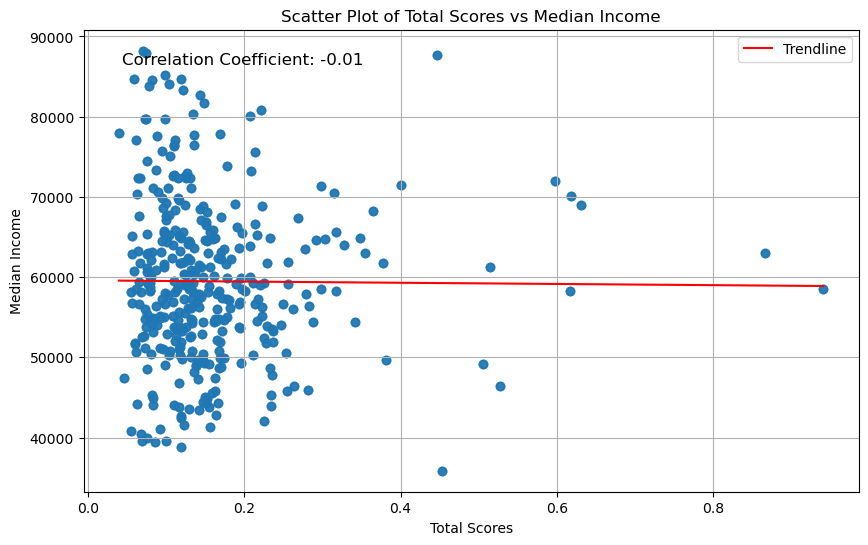 Scatter Plot of Total Scores vs Median Income
Correlation Coefficient: -0.01
Trendline
90000
80000
70000
60000
50000
40000
Median Income
0.0
0.2
0.4
0.6
0.8
Total Scores